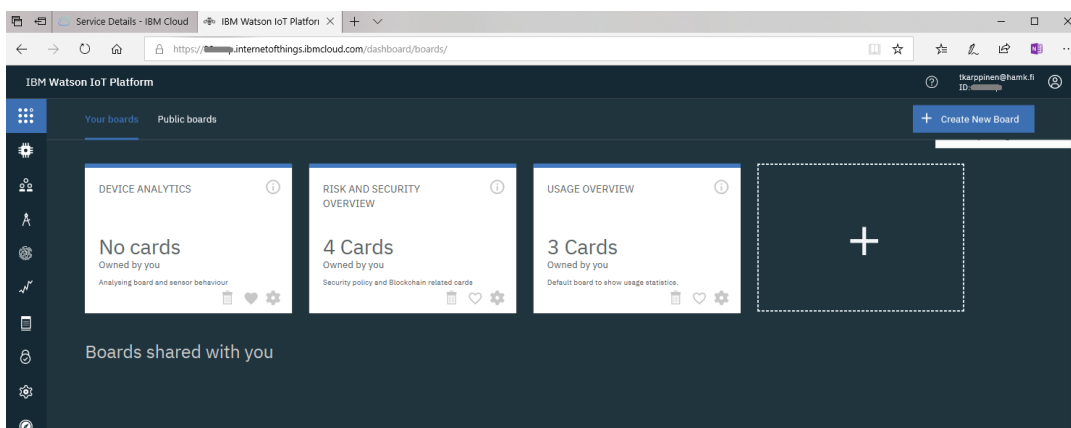 Service Details - IBM Cloud
IBM Watson IoT Platform
https://.internetofthings.ibmcloud.com/dashboard/boards/
IBM Watson IoT Platform
tkarppinen@hamk.fi
ID:
Your boards Public boards
+ Create New Board
DEVICE ANALYTICS
No cards
Owned by you
Analysing board and sensor behaviour
RISK AND SECURITY
OVERVIEW
4 Cards
Owned by you
Security policy and Blockchain related cards
USAGE OVERVIEW
3 Cards
Owned by you
Default board to show usage statistics.
Boards shared with you